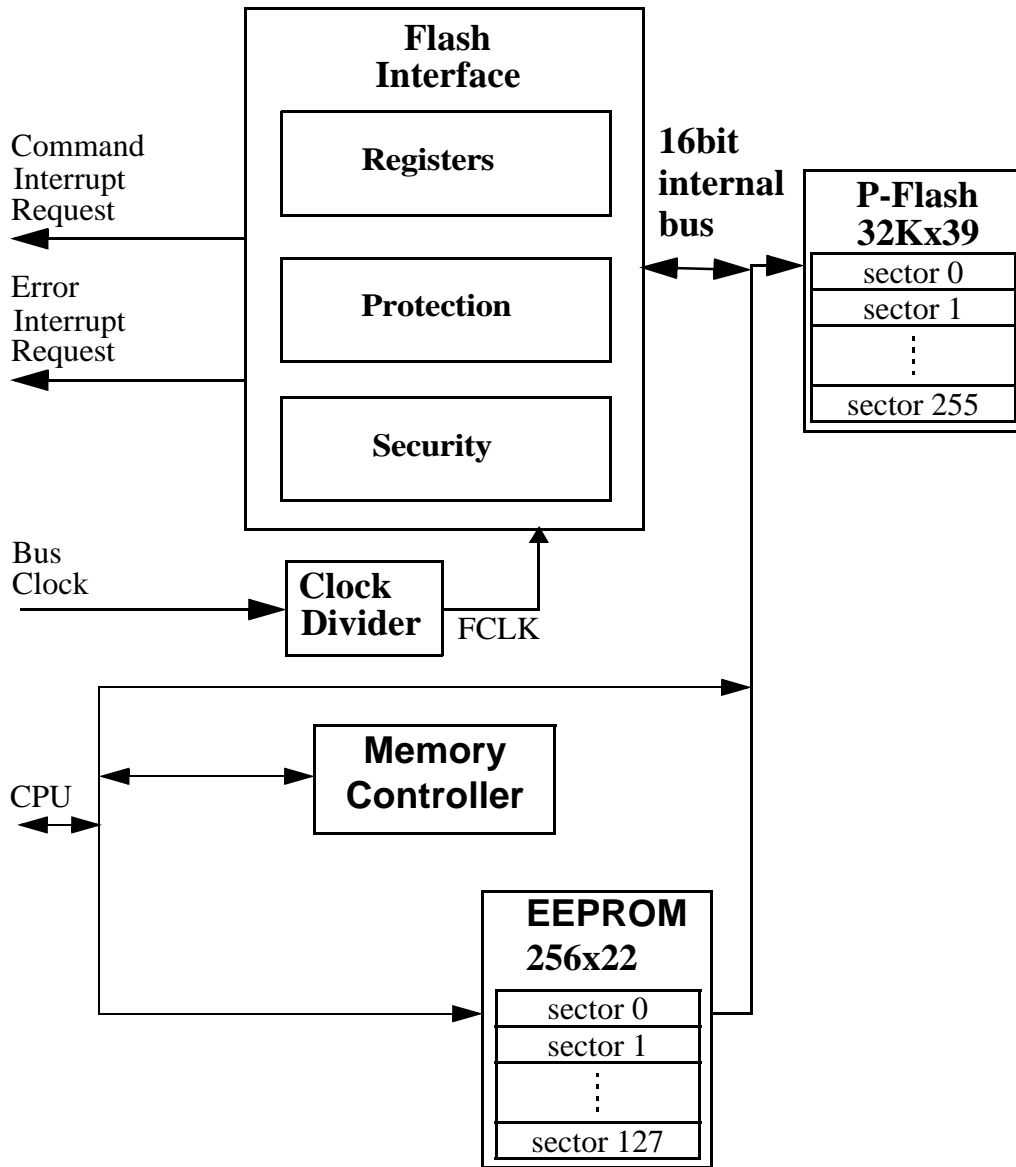 Flash
Interface
Registers
Protection
Security
Command
Interrupt
Request
Error
Interrupt
Request
16bit
internal
bus
P-Flash
32Kx39
sector 0
sector 1
sector 255
Bus
Clock
Clock
Divider
FCLK
Memory
Controller
CPU
EEPROM
256x22
sector 0
sector 1
sector 127